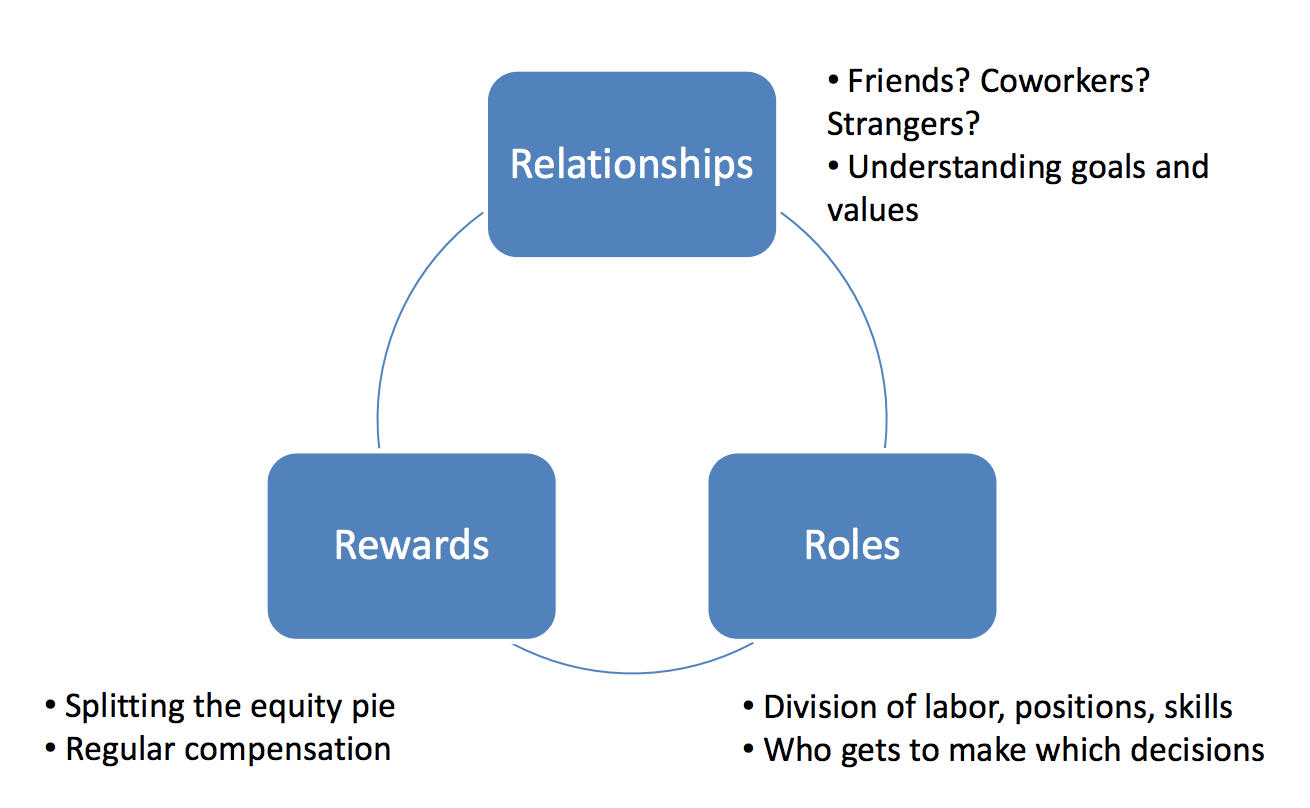 Relationships
• Friends? Coworkers?
Strangers?
• Understanding goals and
values
Rewards
Roles
• Splitting the equity pie
• Regular compensation
• Division of labor, positions, skills
• Who gets to make which decisions